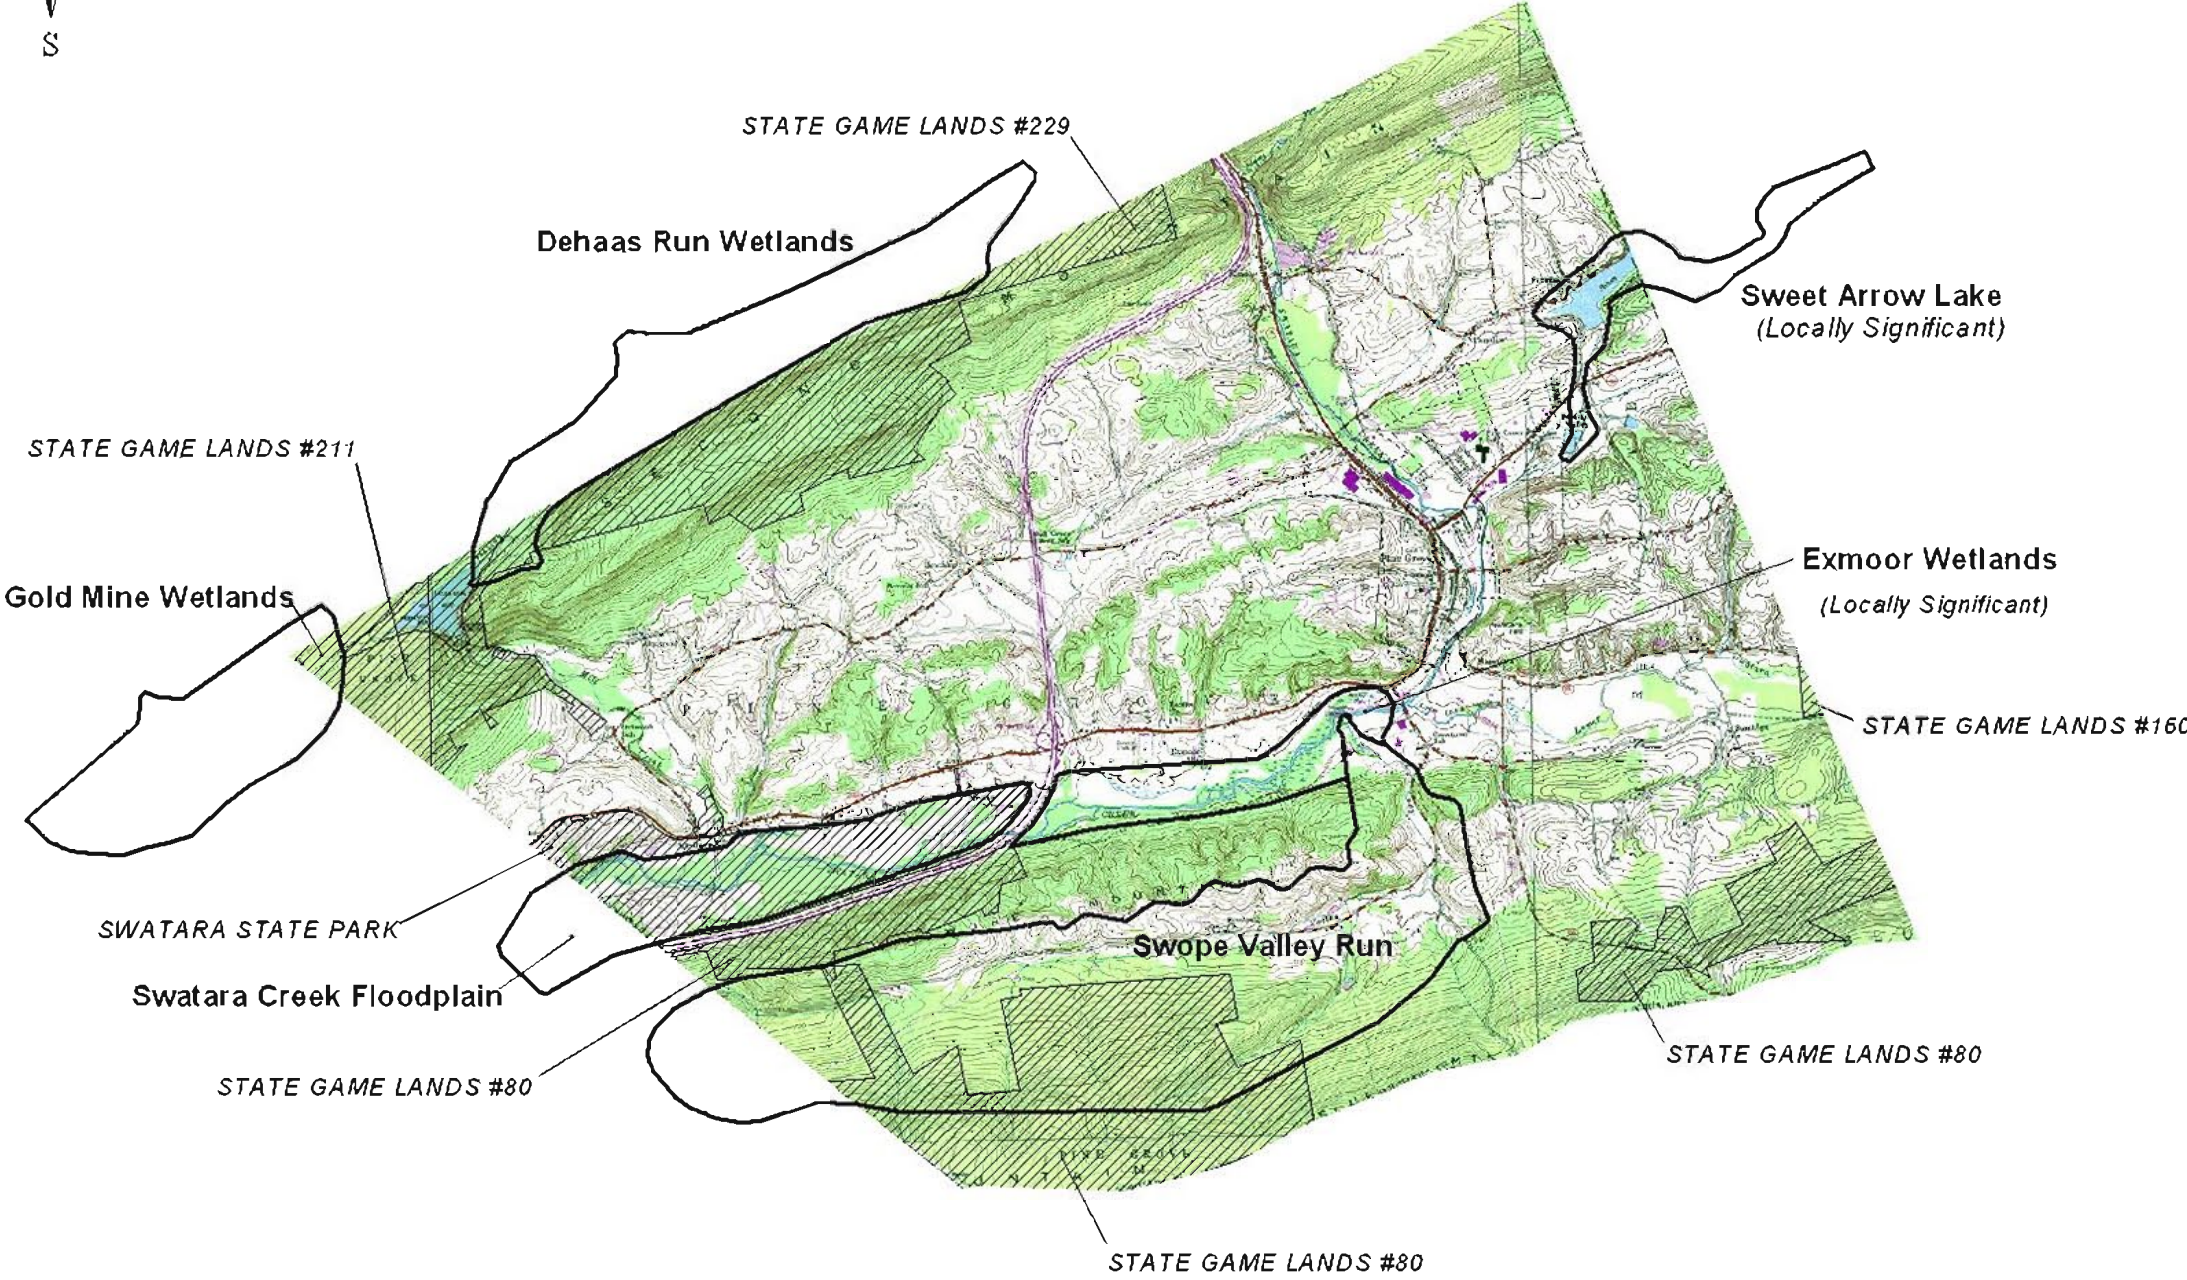 S
STATE GAME LANDS #229
Dehaas Run Wetlands
Sweet Arrow Lake
(Locally Significant)
STATE GAME LANDS #211
Exmoor Wetlands
(Locally Significant)
Gold Mine Wetlands
STATE GAME LANDS #160
SWATARA STATE PARK
Swope Valley Run
Swatara Creek Floodplain
STATE GAME LANDS #80
STATE GAME LANDS #80
PINE GROVE
STATE GAME LANDS #80